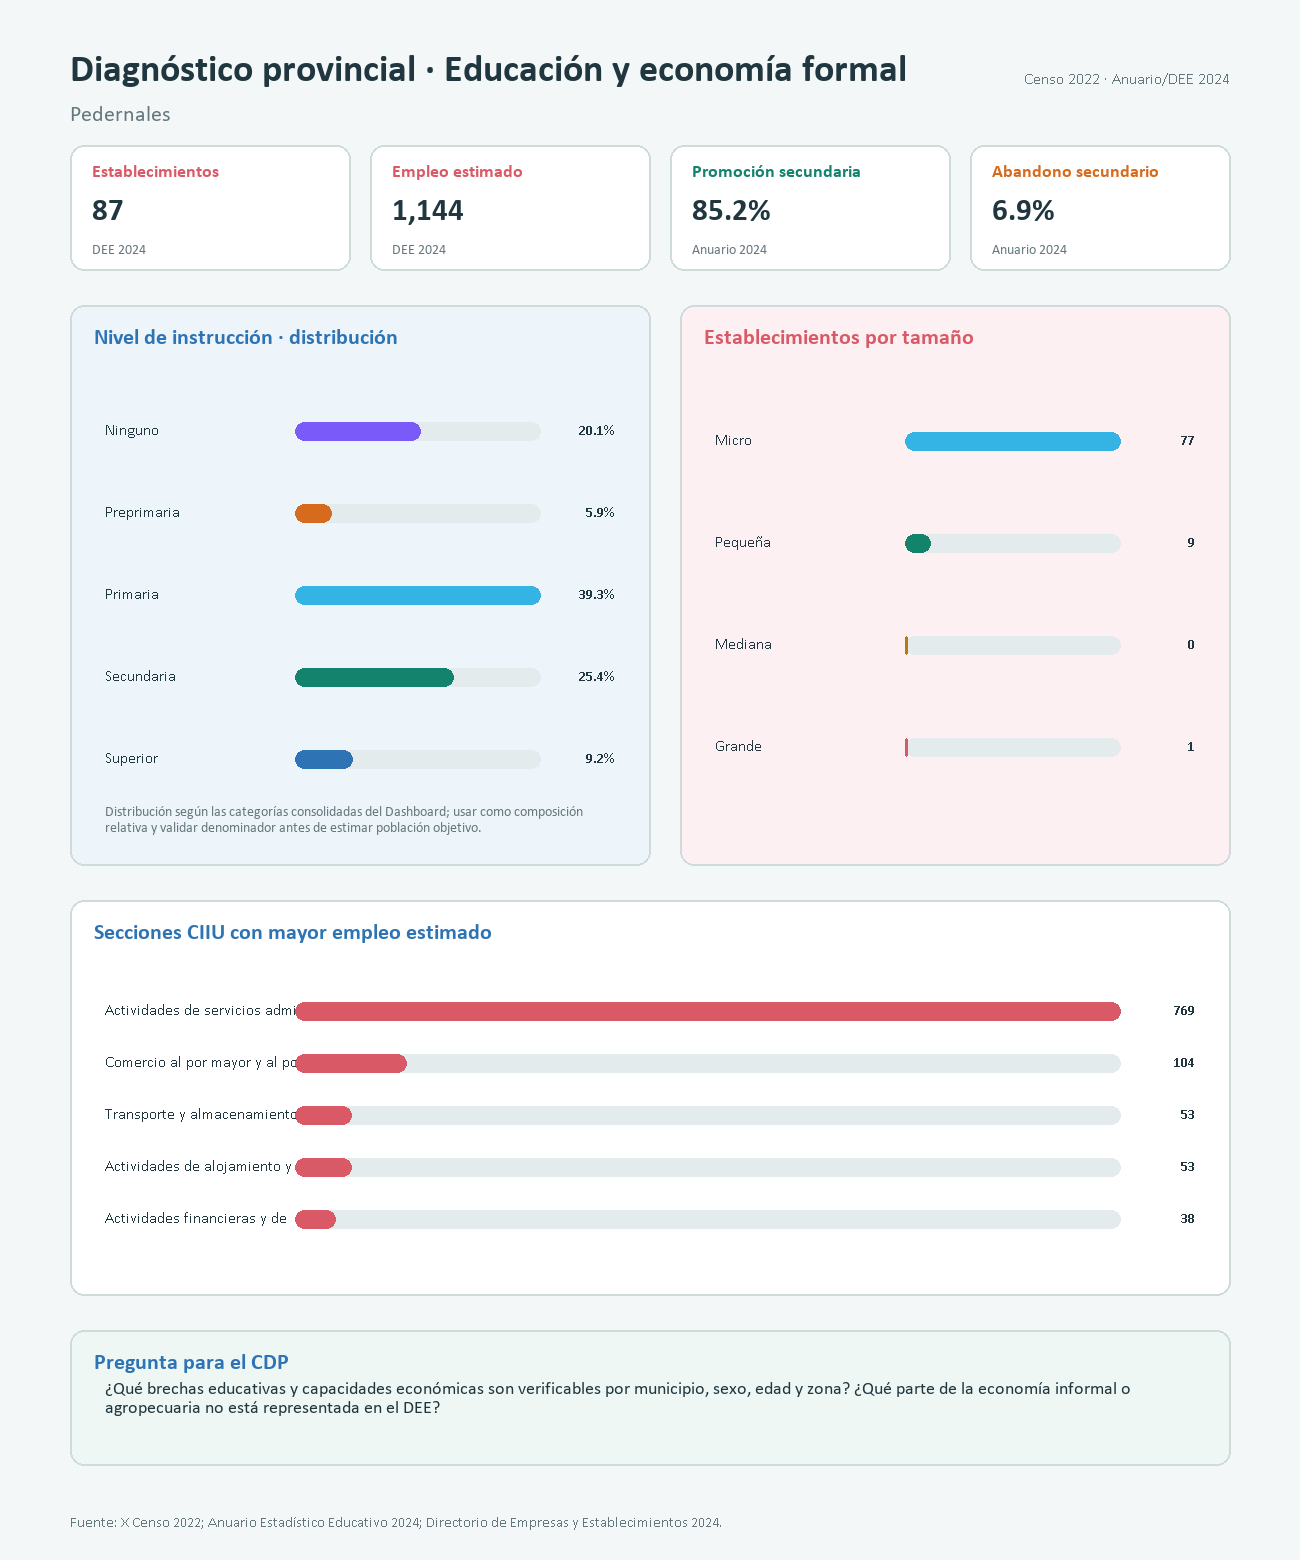 Diagnóstico provincial · Educación y economía formal
Censo 2022 · Anuario/DEE 2024
Pedernales
Establecimientos
87
DEE 2024
Empleo estimado
1,144
DEE 2024
Promoción secundaria
85.2%
Anuario 2024
Abandono secundario
6.9%
Anuario 2024
Nivel de instrucción · distribución
Ninguno 20.1%
Preprimaria 5.9%
Primaria 39.3%
Secundaria 25.4%
Superior 9.2%
Distribución según las categorías consolidadas del Dashboard; usar como composición
relativa y validar denominador antes de estimar población objetivo.
Establecimientos por tamaño
Micro 77
Pequeña 9
Mediana 0
Grande 1
Secciones CIIU con mayor empleo estimado
Actividades de servicios admi 769
Comercio al por mayor y al po 104
Transporte y almacenamiento 53
Actividades de alojamiento y 53
Actividades financieras y de 38
Pregunta para el CDP
¿Qué brechas educativas y capacidades económicas son verificables por municipio, sexo, edad y zona? ¿Qué parte de la economía informal o
agropecuaria no está representada en el DEE?
Fuente: X Censo 2022; Anuario Estadístico Educativo 2024; Directorio de Empresas y Establecimientos 2024.